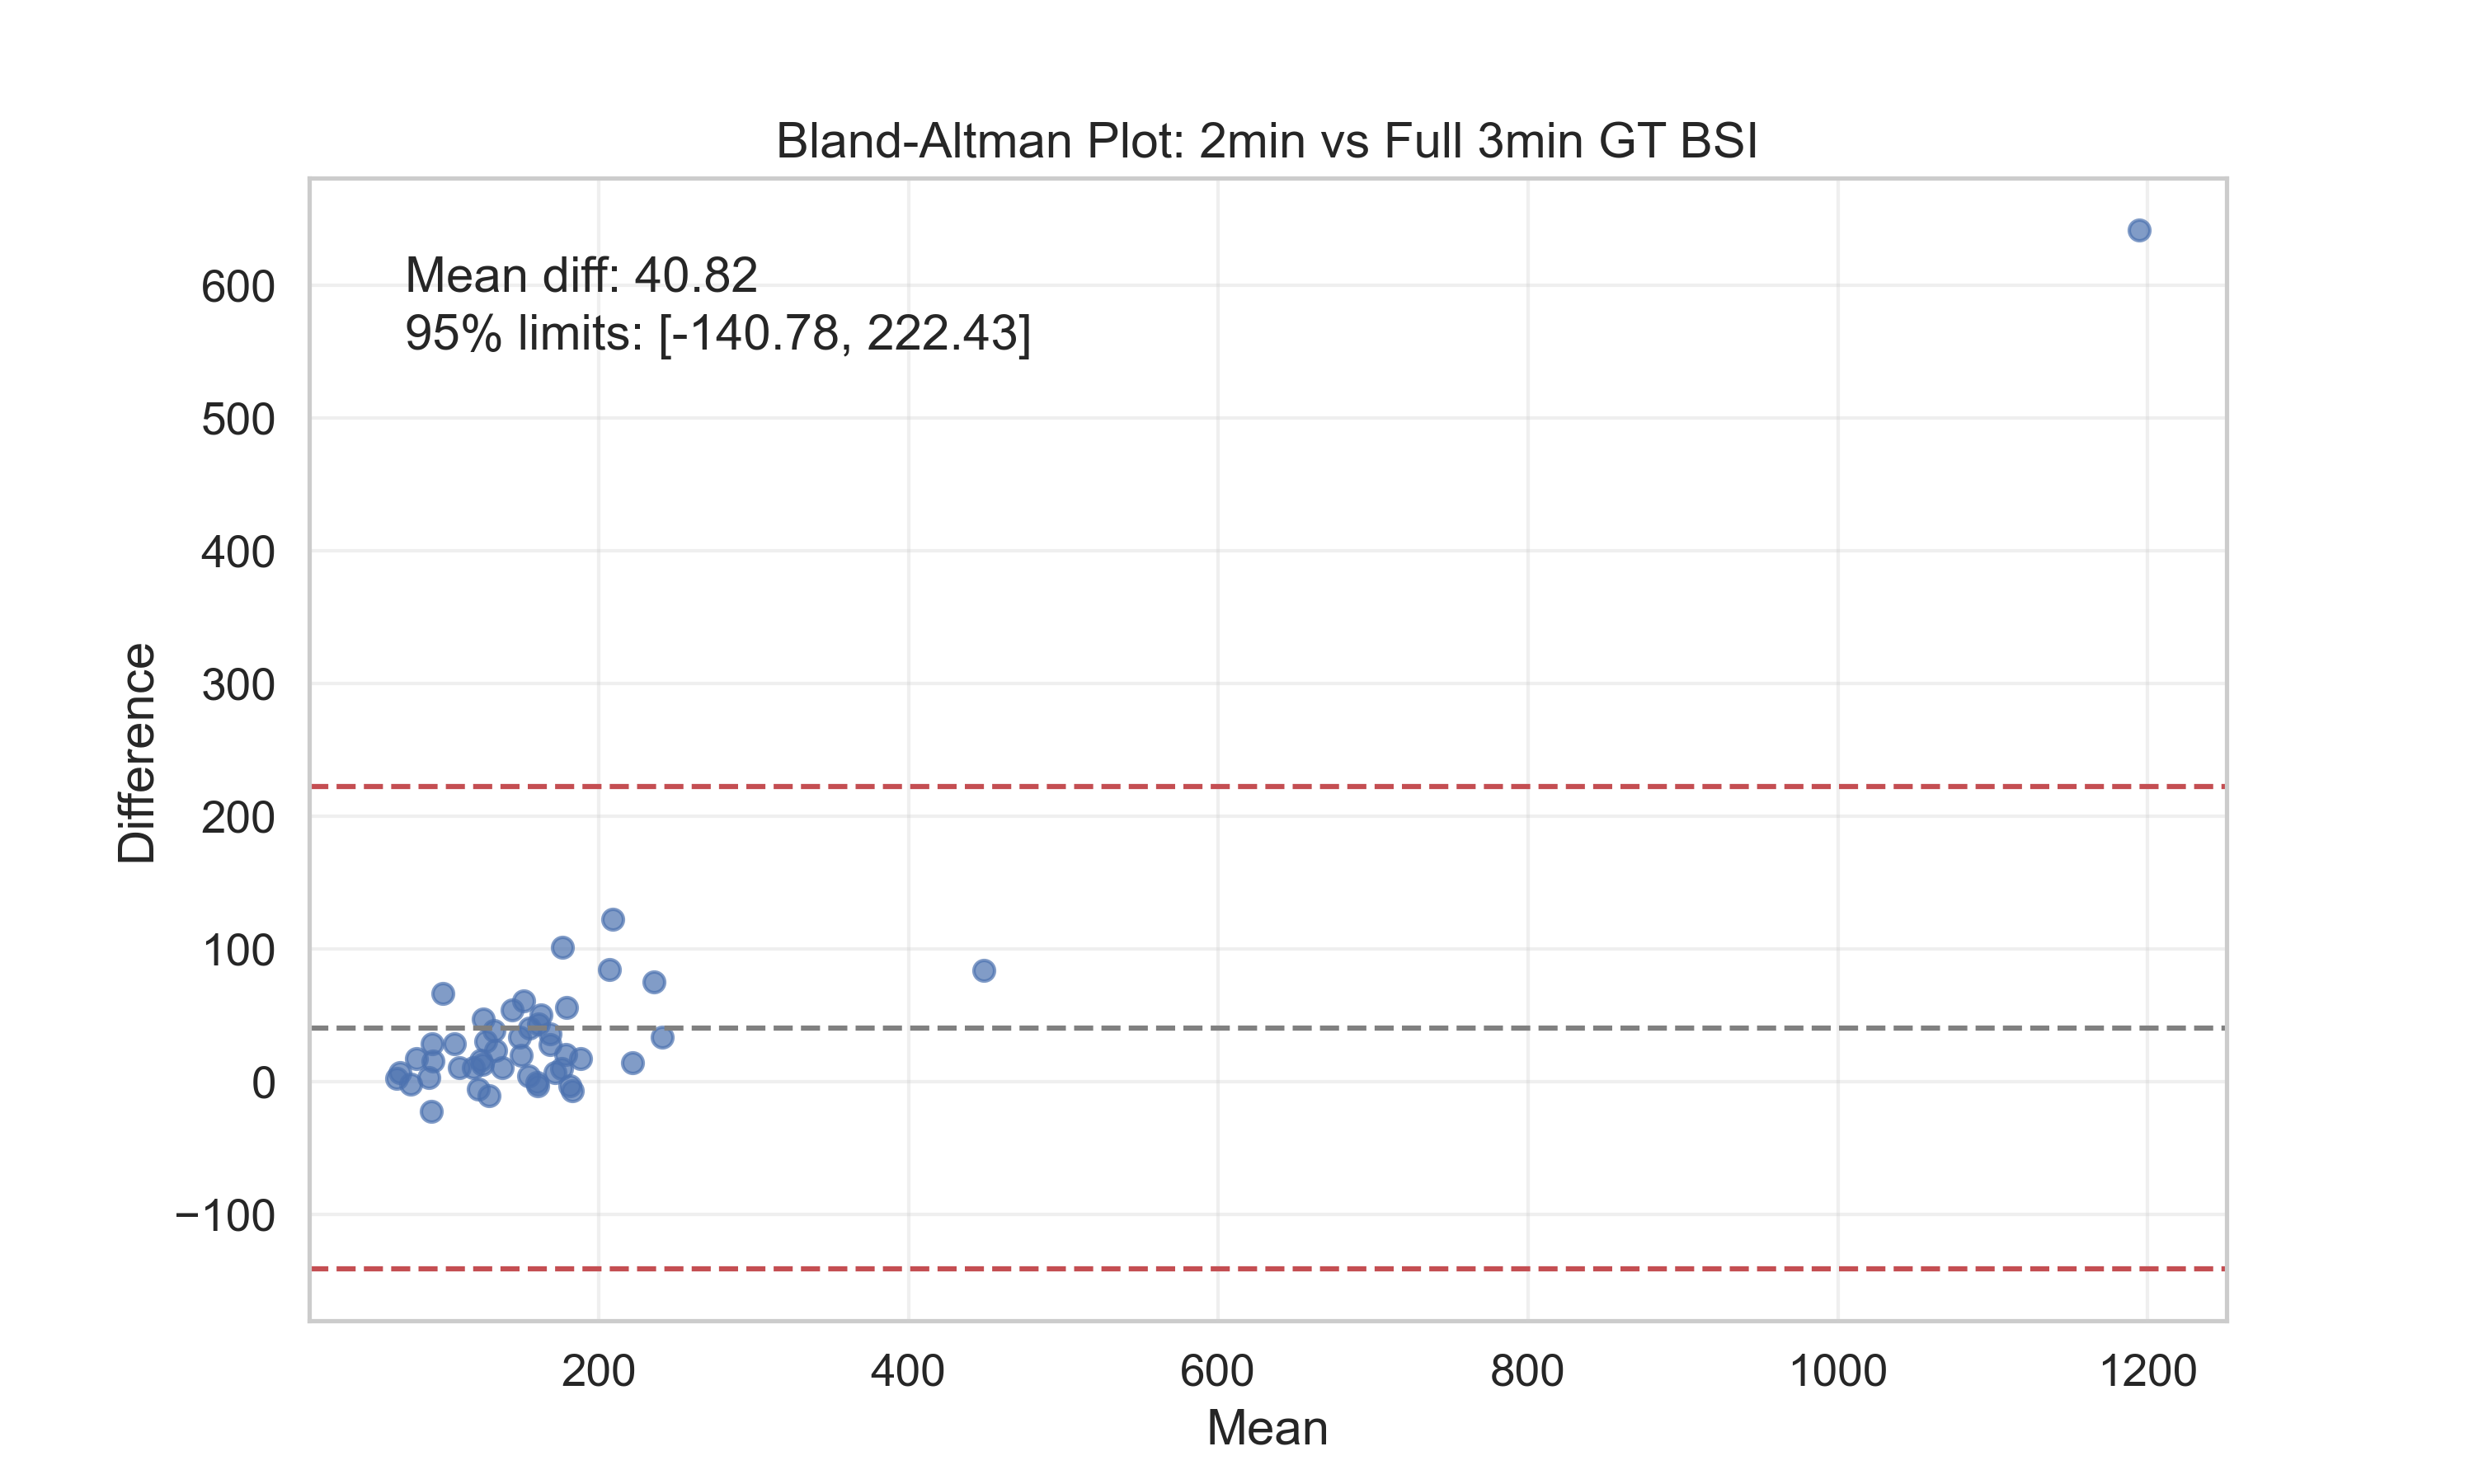 Bland-Altman Plot: 2min vs Full 3min GT BSI
Mean diff: 40.82
95% limits: [-140.78, 222.43]
600
500
400
300
200
100
0
−100
Difference
200 400 600 800 1000 1200
Mean